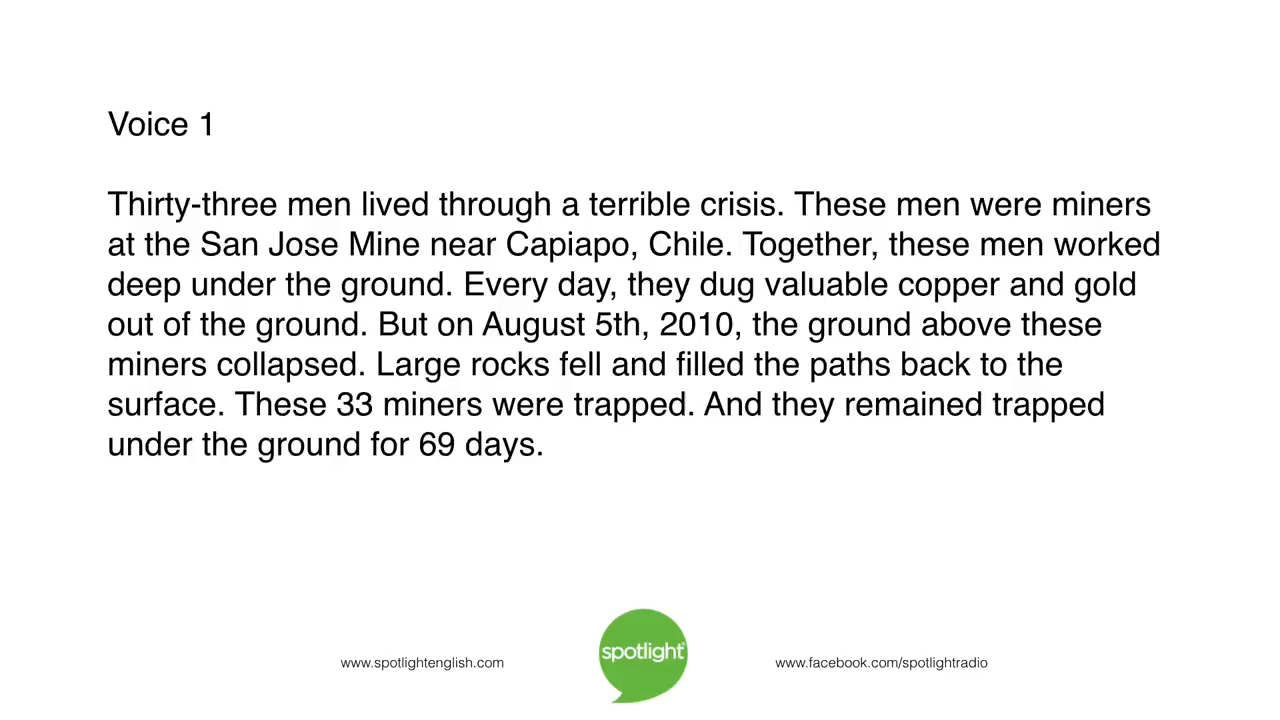 Voice 1
Thirty-three men lived through a terrible crisis. These men were miners
at the San Jose Mine near Capiapo, Chile. Together, these men worked
deep under the ground. Every day, they dug valuable copper and gold
out of the ground. But on August 5th, 2010, the ground above these
miners collapsed. Large rocks fell and filled the paths back to the
surface. These 33 miners were trapped. And they remained trapped
under the ground for 69 days.
spotlight
www.spotlightenglish.com
www.facebook.com/spotlightradio